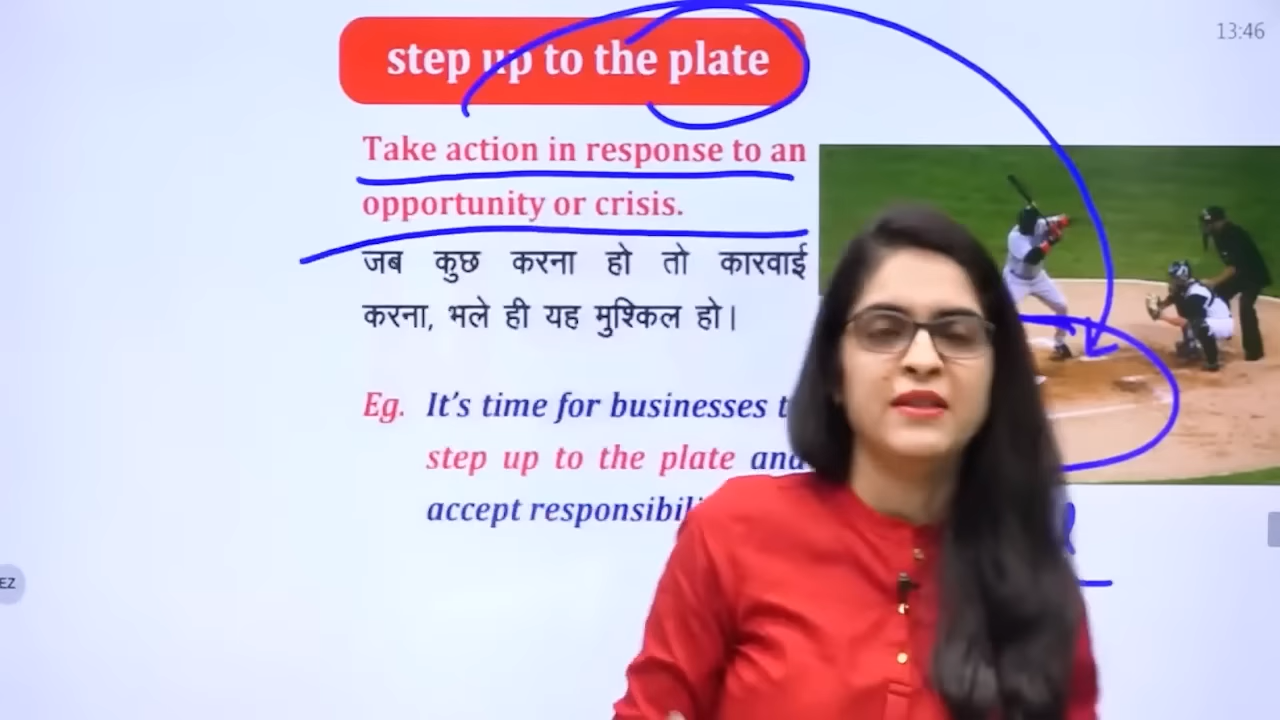 13:46
step up to the plate
Take action in response to an
opportunity or crisis.
जब कुछ करना हो तो कारवाई
करना, भले ही यह मुश्किल हो।
Eg. It's time for businesses
step up to the plate and
accept
EZ